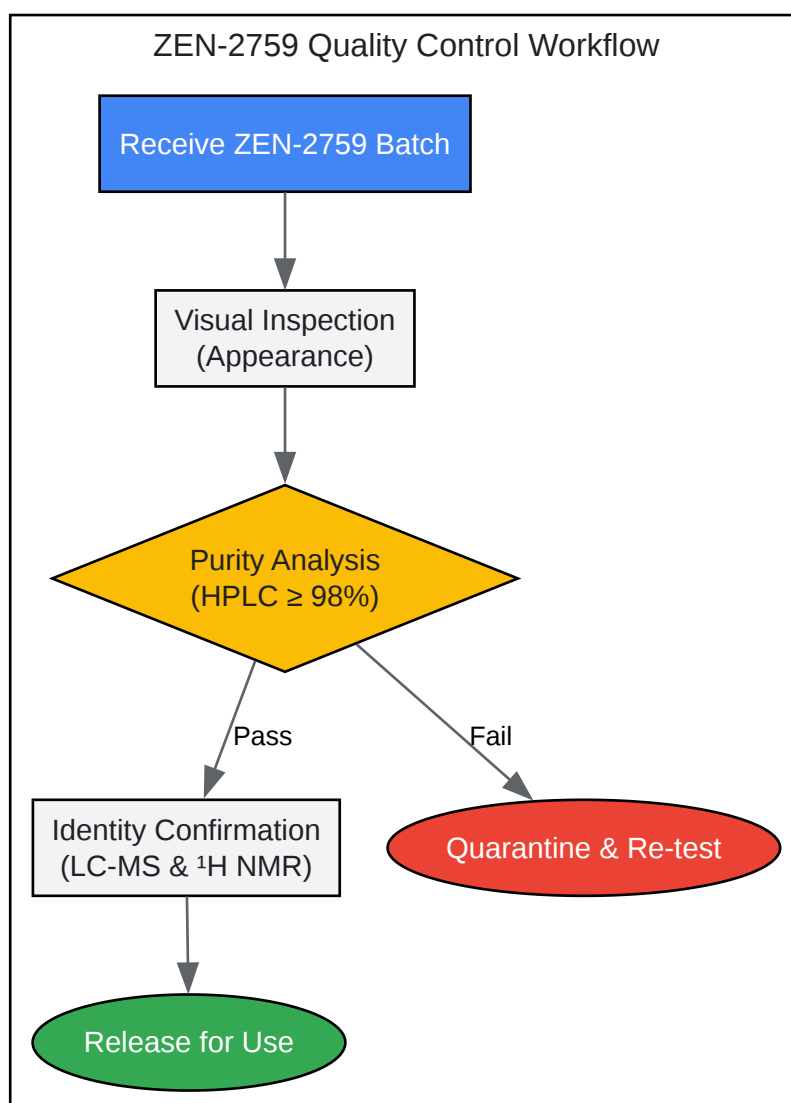 ZEN-2759 Quality Control Workflow
Receive ZEN-2759 Batch
Visual Inspection
(Appearance)
Purity Analysis
(HPLC ≥ 98%)
Pass
Fail
Identity Confirmation
(LC-MS & ¹H NMR)
Quarantine & Re-test
Release for Use